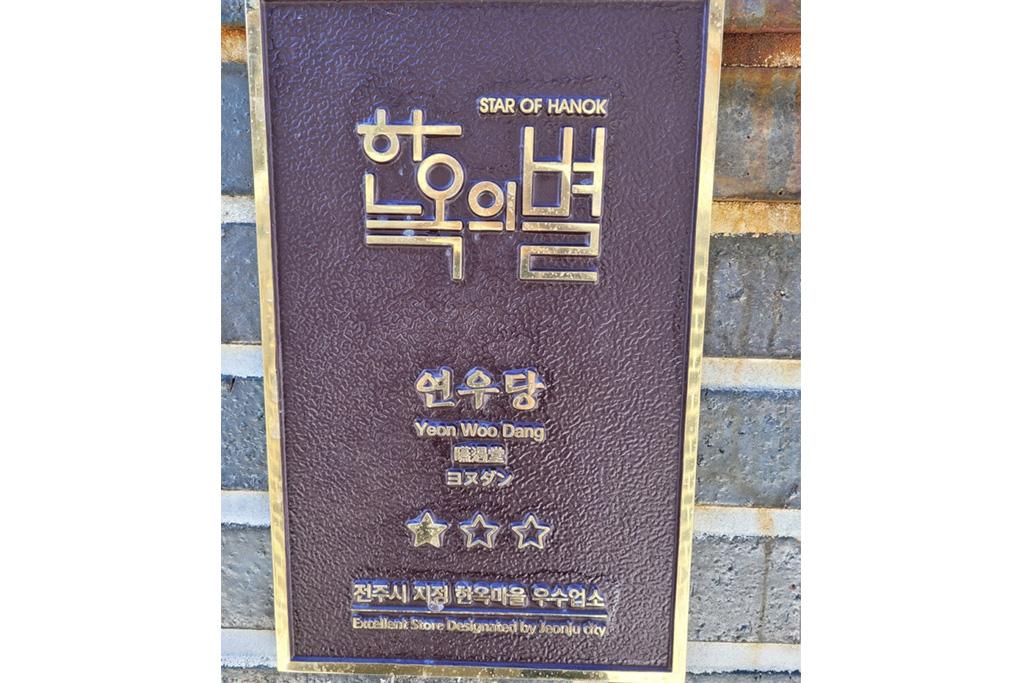 STAR OF HANOK
한옥의별
연우당
Yeon Woo Dang
ヨヌダン
전주시 지정 한옥마을 우수업소
Excellent Store Designated by Jeonju city